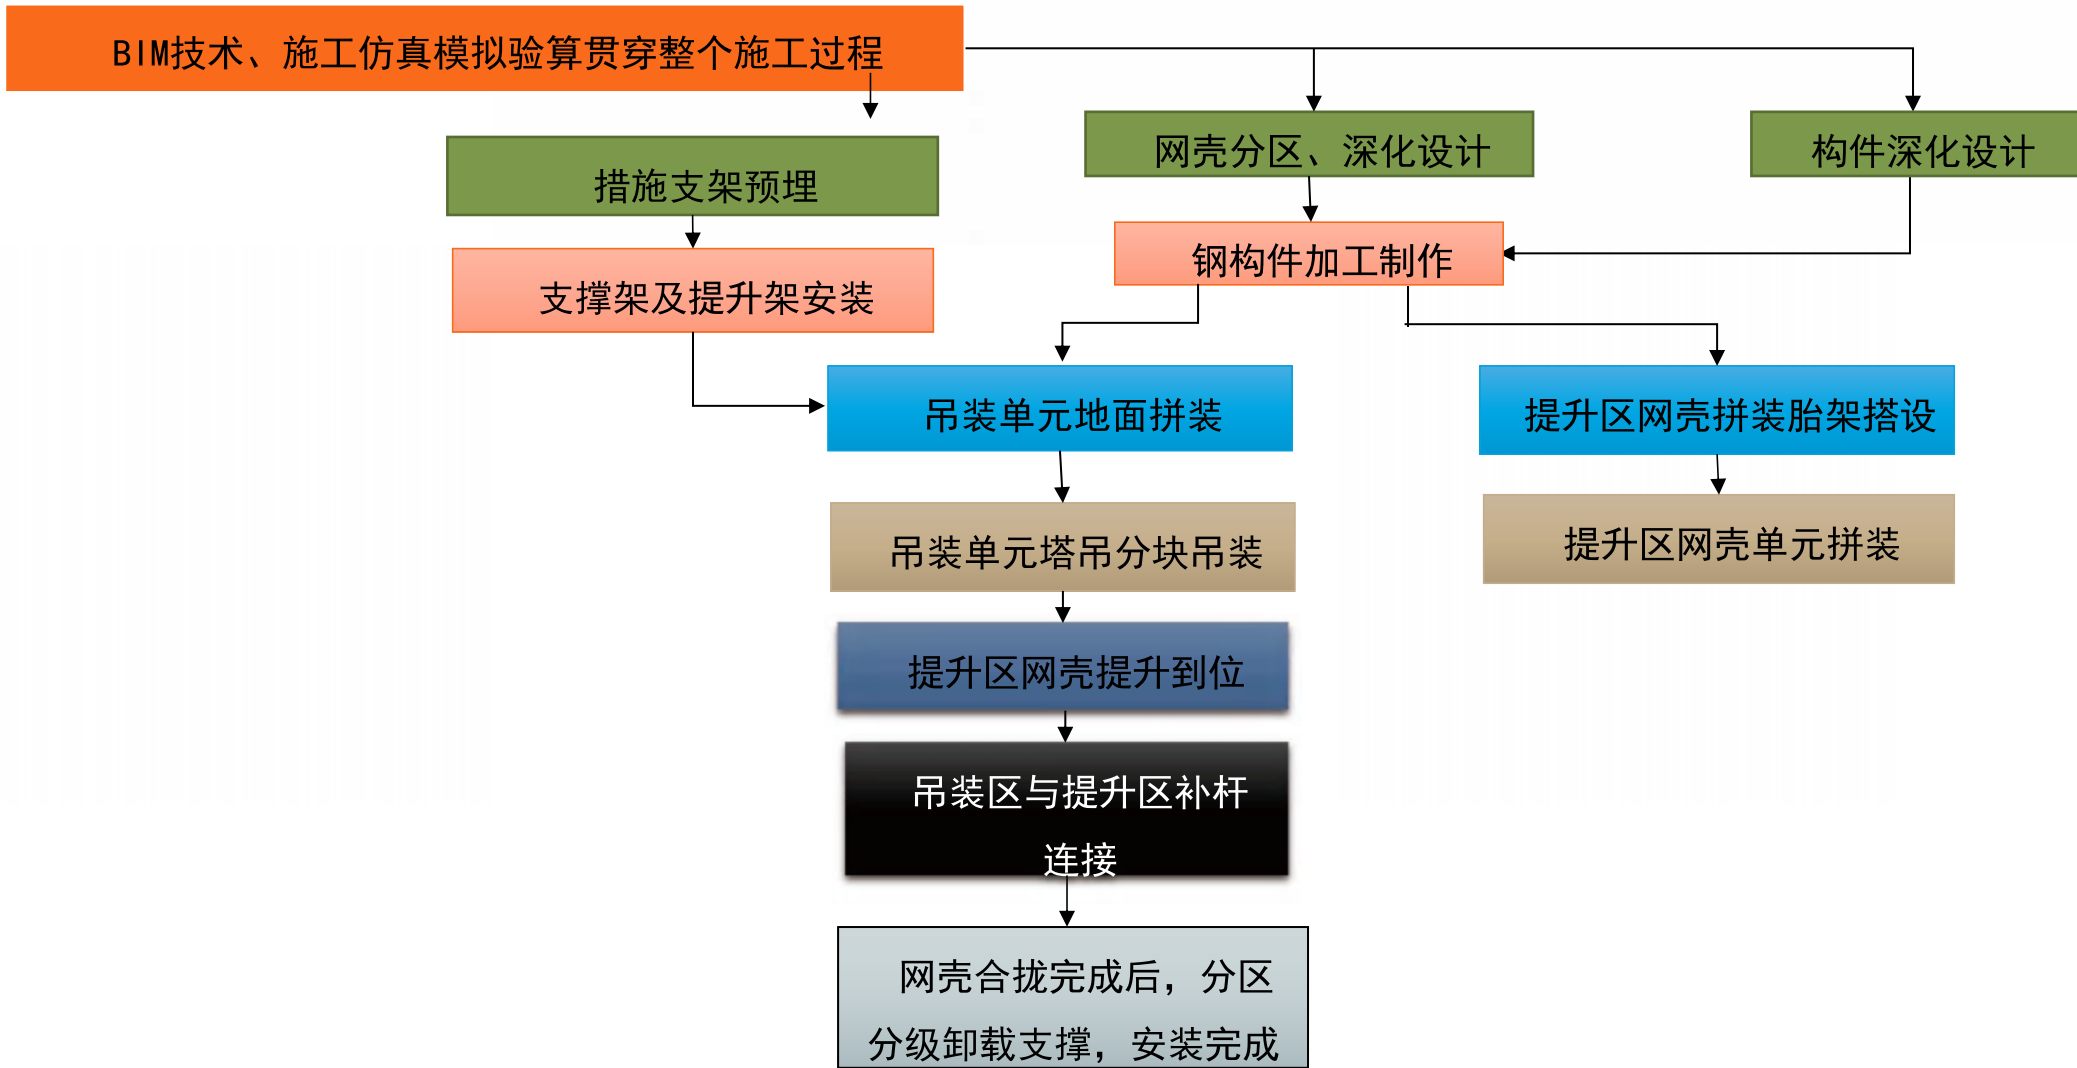 BIM技术、施工仿真模拟验算贯穿整个施工过程
网壳分区、深化设计
构件深化设计
措施支架预埋
钢构件加工制作
支撑架及提升架安装
吊装单元地面拼装
提升区网壳拼装胎架搭设
吊装单元塔吊分块吊装
提升区网壳单元拼装
提升区网壳提升到位
吊装区与提升区补杆
连接
网壳合拢完成后，分区
分级卸载支撑，安装完成